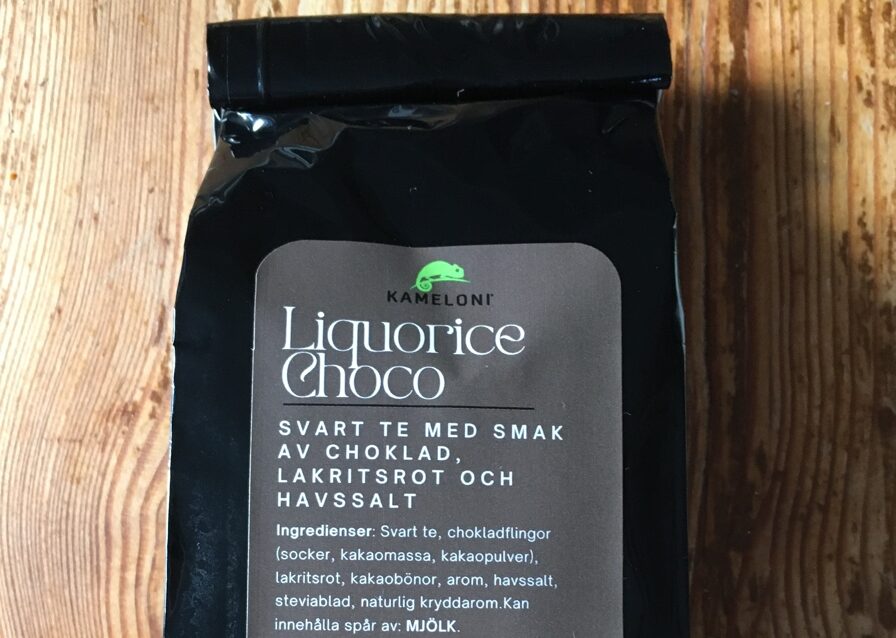 KAMELONI
Liquorice
Choco
SVART TE MED SMAK
AV CHOKLAD,
LAKRITSROT OCH
HAVSSALT
Ingredienser: Svart te, chokladflingor
(socker, kakaomassa, kakaopulver),
lakritsrot, kakaobönor, arom, havssalt,
steviablad, naturlig kryddarom.Kan
innehålla spår av: MJÖLK.